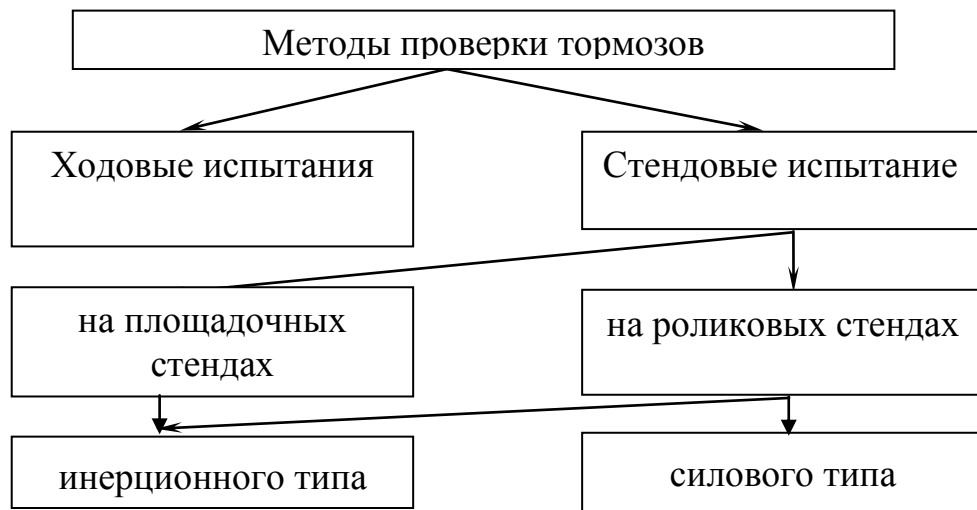 Методы проверки тормозов
Ходовые испытания
Стендовые испытание
на площадочных
стендах
на роликовых стендах
инерционного типа
силового типа